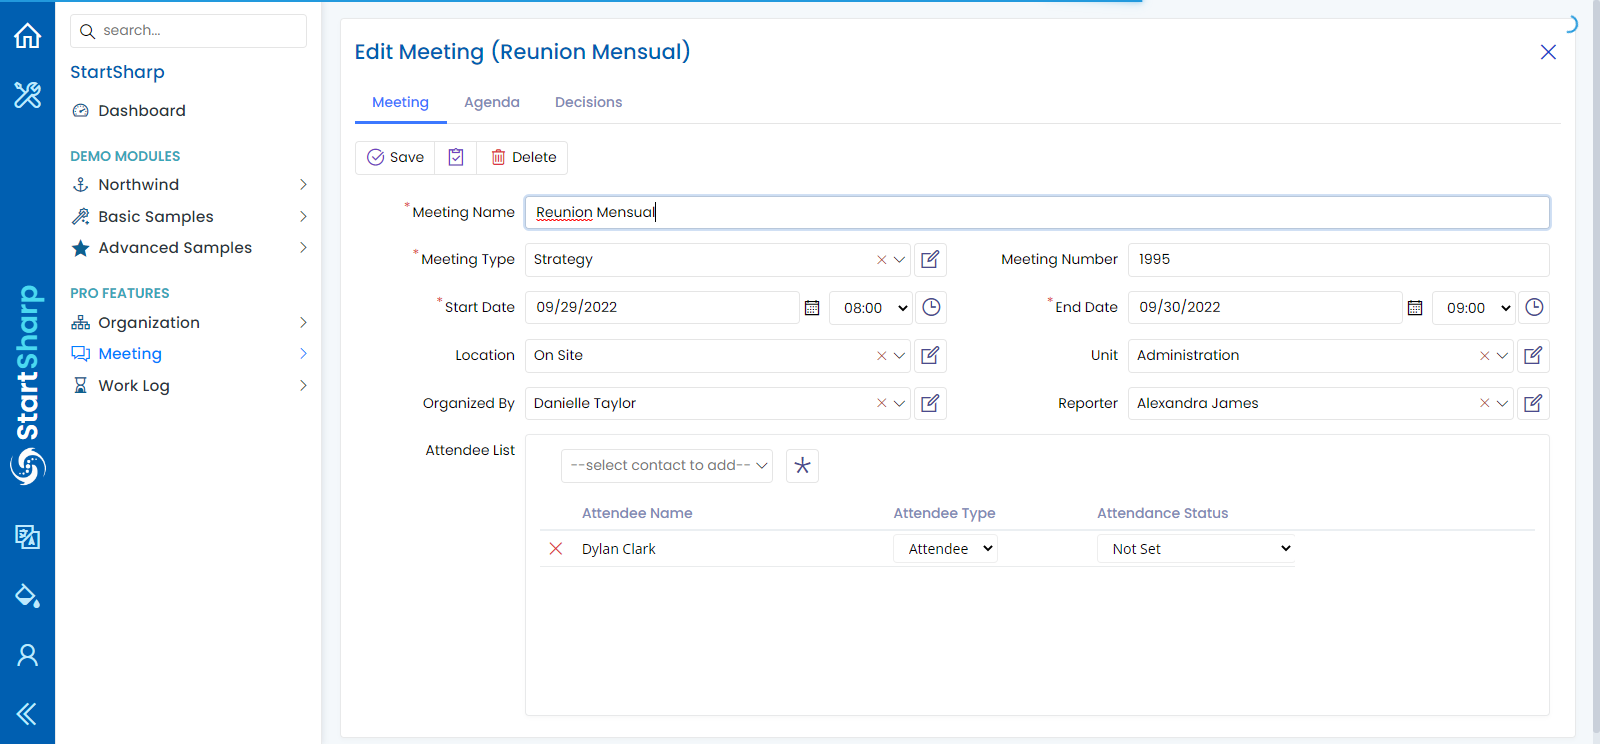 search...
StartSharp
Dashboard
DEMO MODULES
Northwind
Basic Samples
Advanced Samples
PRO FEATURES
Organization
Meeting
Work Log
StartSharp
Edit Meeting (Reunion Mensual)
Meeting Agenda Decisions
Save Delete
*Meeting Name Reunion Mensual
*Meeting Type Strategy Meeting Number 1995
*Start Date 09/29/2022 08:00 *End Date 09/30/2022 09:00
Location On Site Unit Administration
Organized By Danielle Taylor Reporter Alexandra James
Attendee List
--select contact to add--
Attendee Name Attendee Type Attendance Status
Dylan Clark Attendee Not Set